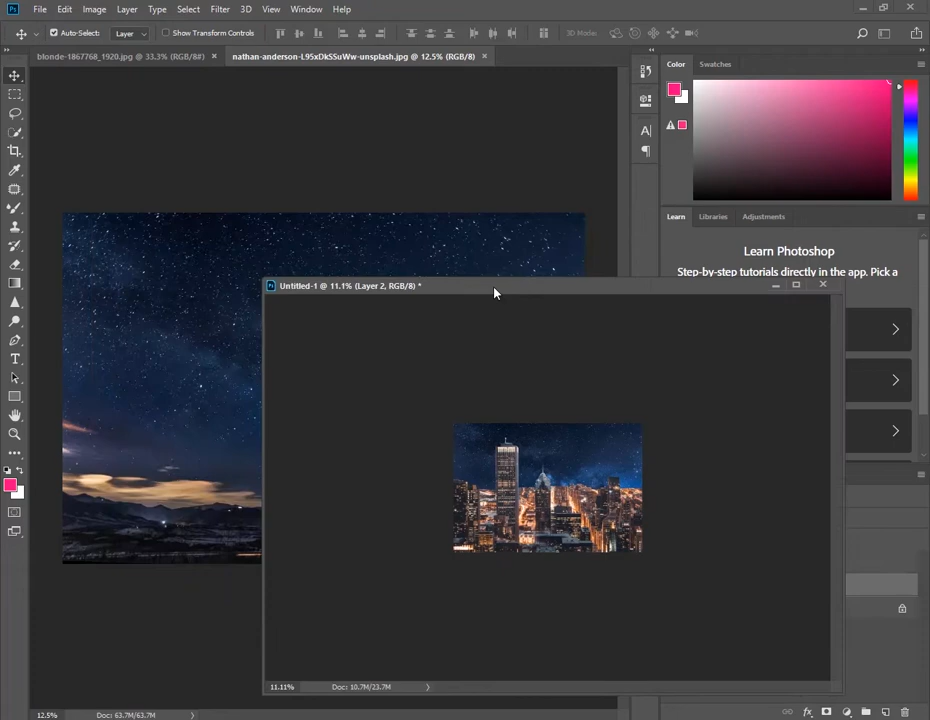 Ps File Edit Image Layer Type Select Filter 3D View Window Help
Auto-Select: Layer Show Transform Controls 3D Mode:
blonde-1867768_1920.jpg @ 33.3% (RGB/8#) × nathan-anderson-L95xDkSSuWw-unsplash.jpg @ 12.5% (RGB/8) ×
Color Swatches
Learn Libraries Adjustments
Learn Photoshop
Step-by-step tutorials directly in the app. Pick a
Ps Untitled-1 @ 11.1% (Layer 2, RGB/8) *
11.11% Doc: 10.7M/23.7M
12.5% Doc: 63.7M/63.7M